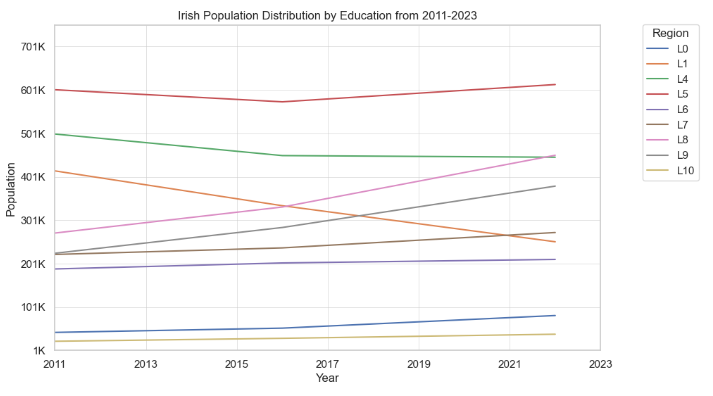 Irish Population Distribution by Education from 2011-2023
Region
L0
L1
L4
L5
L6
L7
L8
L9
L10
Population
701K
601K
501K
401K
301K
201K
101K
1K
2011 2013 2015 2017 2019 2021 2023
Year